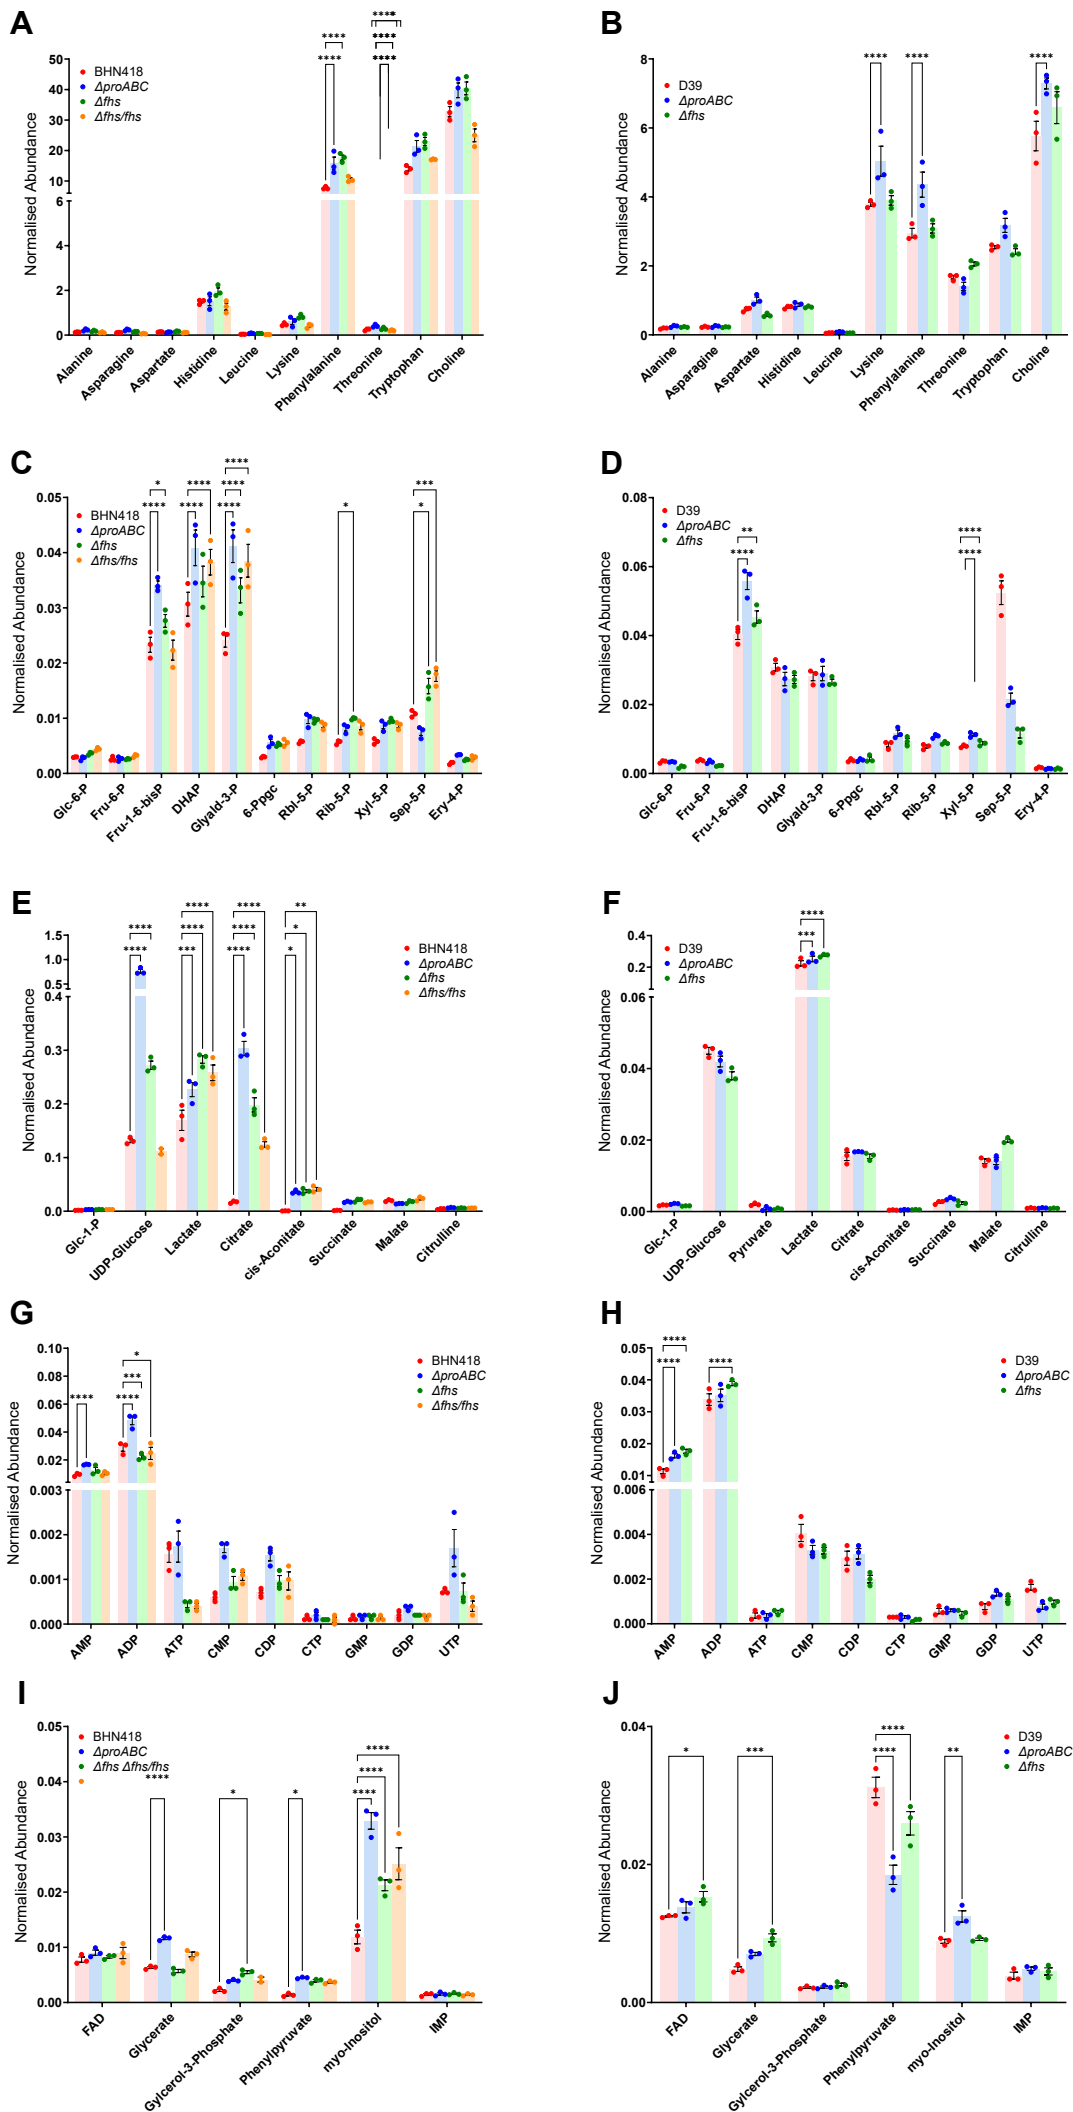 A
**** *
**** ****
**** ****
50
40
30
20
10
6
4
2
0
Normalised Abundance
BHN418
ΔproABC
Δfhs
Δfhs/fhs
Alanine
Asparagine
Aspartate
Histidine
Leucine
Lysine
Phenylalanine
Threonine
Tryptophan
Choline
B
**** **** ****
8
6
4
2
0
Normalised Abundance
D39
ΔproABC
Δfhs
Alanine
Asparagine
Aspartate
Histidine
Leucine
Lysine
Phenylalanine
Threonine
Tryptophan
Choline
C
****
* **** **** ***
**** **** **** * *
0.05
0.04
0.03
0.02
0.01
0.00
Normalised Abundance
BHN418
ΔproABC
Δfhs
Δfhs/fhs
Glc-6-P
Fru-6-P
Fru-1-6-bisP
DHAP
Glyald-3-P
6-Ppgc
Rbl-5-P
Rib-5-P
Xyl-5-P
Sep-5-P
Ery-4-P
D
** ****
**** ****
0.08
0.06
0.04
0.02
0.00
Normalised Abundance
D39
ΔproABC
Δfhs
Glc-6-P
Fru-6-P
Fru-1-6-bisP
DHAP
Glyald-3-P
6-Ppgc
Rbl-5-P
Rib-5-P
Xyl-5-P
Sep-5-P
Ery-4-P
E
**** **** **
**** **** **** *
**** *** **** *
1.5
1.0
0.5
0.4
0.3
0.2
0.1
0.0
Normalised Abundance
BHN418
ΔproABC
Δfhs
Δfhs/fhs
Glc-1-P
UDP-Glucose
Lactate
Citrate
cis-Aconitate
Succinate
Malate
Citrulline
F
****
***
0.4
0.2
0.06
0.04
0.02
0.00
Normalised Abundance
D39
ΔproABC
Δfhs
Glc-1-P
UDP-Glucose
Pyruvate
Lactate
Citrate
cis-Aconitate
Succinate
Malate
Citrulline
G
*
***
**** ****
0.10
0.08
0.06
0.04
0.02
0.003
0.002
0.001
0.000
Normalised Abundance
BHN418
ΔproABC
Δfhs
Δfhs/fhs
AMP
ADP
ATP
CMP
CDP
CTP
GMP
GDP
UTP
H
****
**** ****
0.05
0.04
0.03
0.02
0.01
0.006
0.004
0.002
0.000
Normalised Abundance
D39
ΔproABC
Δfhs
AMP
ADP
ATP
CMP
CDP
CTP
GMP
GDP
UTP
I
****
****
**** * * ****
0.05
0.04
0.03
0.02
0.01
0.00
Normalised Abundance
BHN418
ΔproABC
Δfhs Δfhs/fhs
FAD
Glycerate
Gylcerol-3-Phosphate
Phenylpyruvate
myo-Inositol
IMP
J
****
* *** **** **
0.04
0.02
0.00
Normalised Abundance
D39
ΔproABC
Δfhs
FAD
Glycerate
Gylcerol-3-Phosphate
Phenylpyruvate
myo-Inositol
IMP